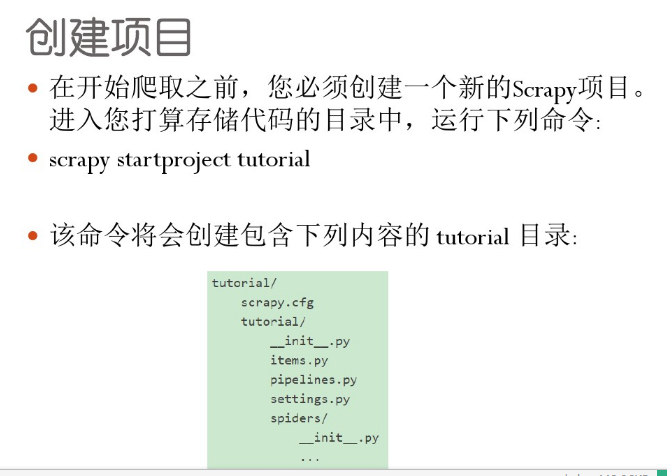 创建项目
• 在开始爬取之前，您必须创建一个新的Scrapy项目。
进入您打算存储代码的目录中，运行下列命令:
• scrapy startproject tutorial
• 该命令将会创建包含下列内容的 tutorial 目录:
tutorial/
    scrapy.cfg
    tutorial/
        __init__.py
        items.py
        pipelines.py
        settings.py
        spiders/
            __init__.py
            ...